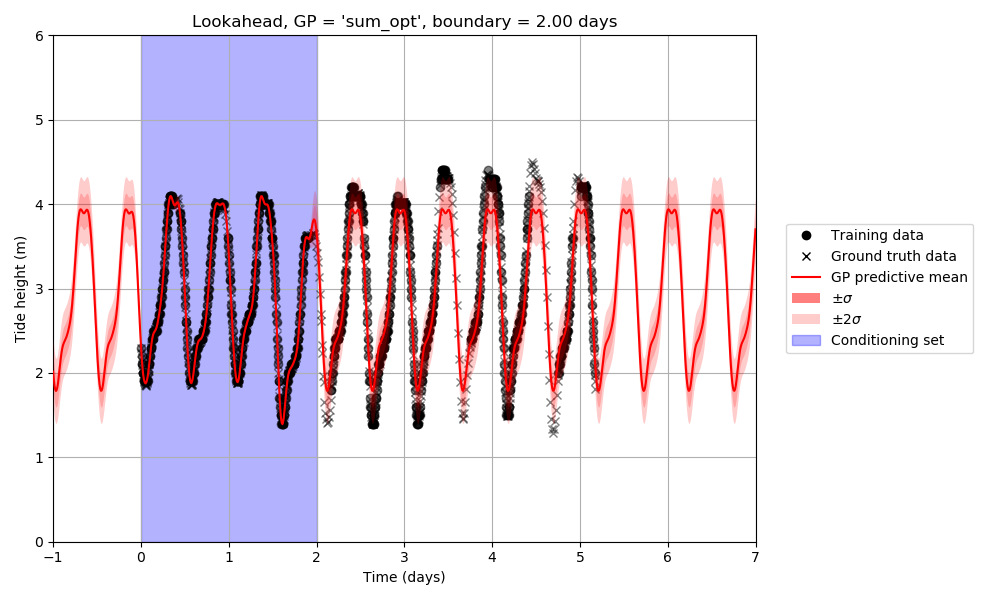 Lookahead, GP = 'sum_opt', boundary = 2.00 days
6
5
4
3
2
1
0
Tide height (m)
−1 0 1 2 3 4 5 6 7
Time (days)
Training data
Ground truth data
GP predictive mean
±σ
±2σ
Conditioning set